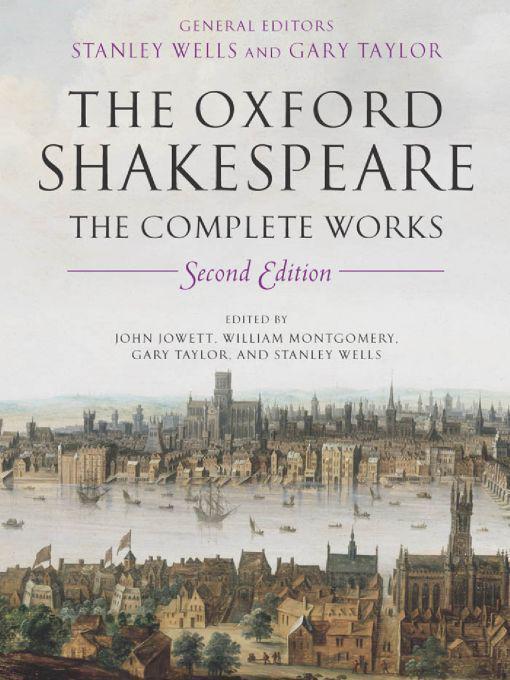 GENERAL EDITORS
STANLEY WELLS AND GARY TAYLOR
THE OXFORD
SHAKESPEARE
THE COMPLETE WORKS
Second Edition
EDITED BY
JOHN JOWETT, WILLIAM MONTGOMERY,
GARY TAYLOR, AND STANLEY WELLS